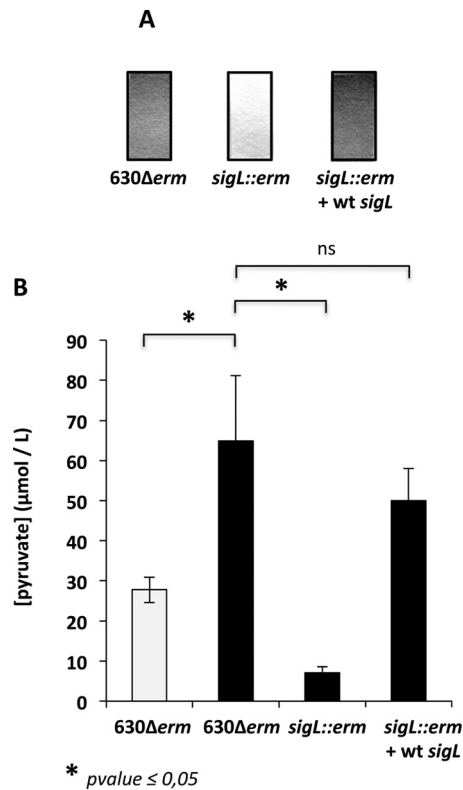 A
630Δerm sigL::erm sigL::erm
+ wt sigL
ns
B
*
*
90
80
70
60
50
40
30
20
10
0
[pyruvate] (µmol / L)
630Δerm 630Δerm sigL::erm sigL::erm
+ wt sigL
* pvalue ≤ 0,05